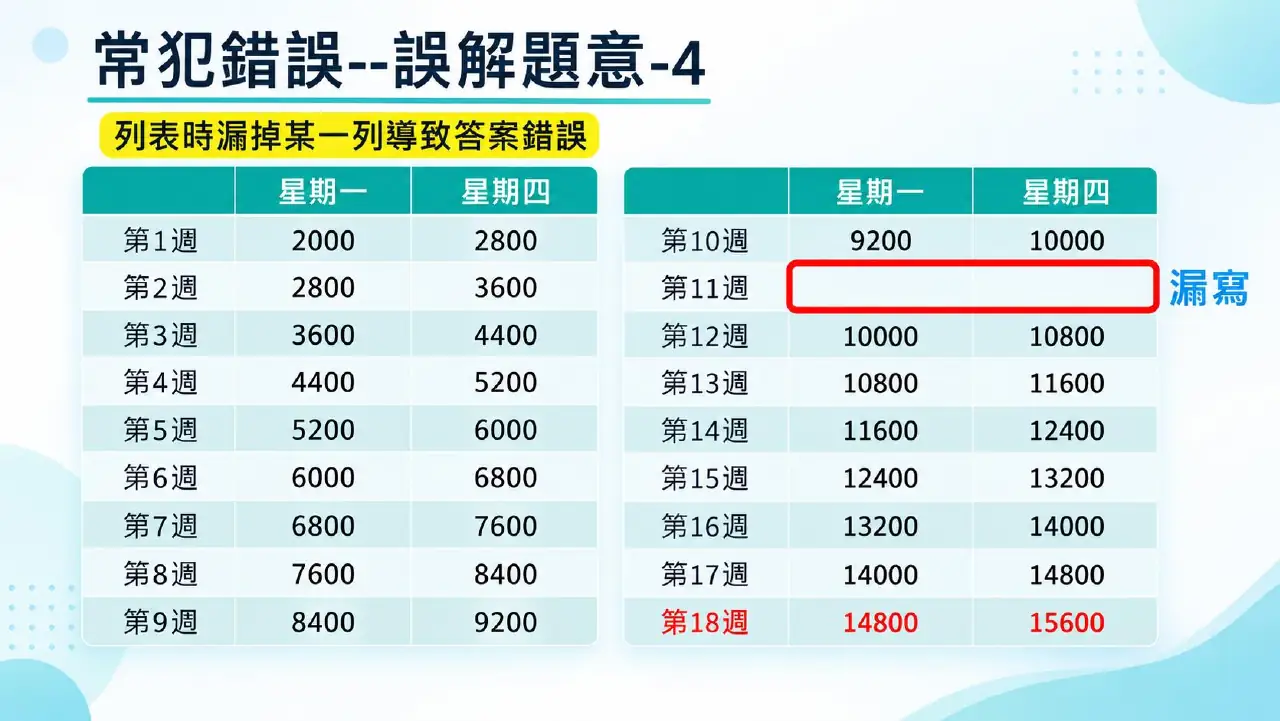 常犯錯誤--誤解題意-4
列表時漏掉某一列導致答案錯誤
星期一 星期四
第1週 2000 2800
第2週 2800 3600
第3週 3600 4400
第4週 4400 5200
第5週 5200 6000
第6週 6000 6800
第7週 6800 7600
第8週 7600 8400
第9週 8400 9200
星期一 星期四
第10週 9200 10000
第11週 漏寫
第12週 10000 10800
第13週 10800 11600
第14週 11600 12400
第15週 12400 13200
第16週 13200 14000
第17週 14000 14800
第18週 14800 15600